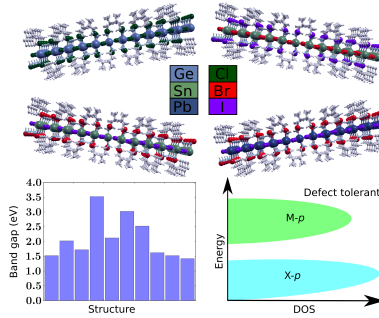 Ge Cl
Sn Br
Pb I
4.0
3.5
3.0
2.5
2.0
1.5
1.0
0.5
0.0
Band gap (eV)
Structure
Defect tolerant
M-p
X-p
Energy
DOS